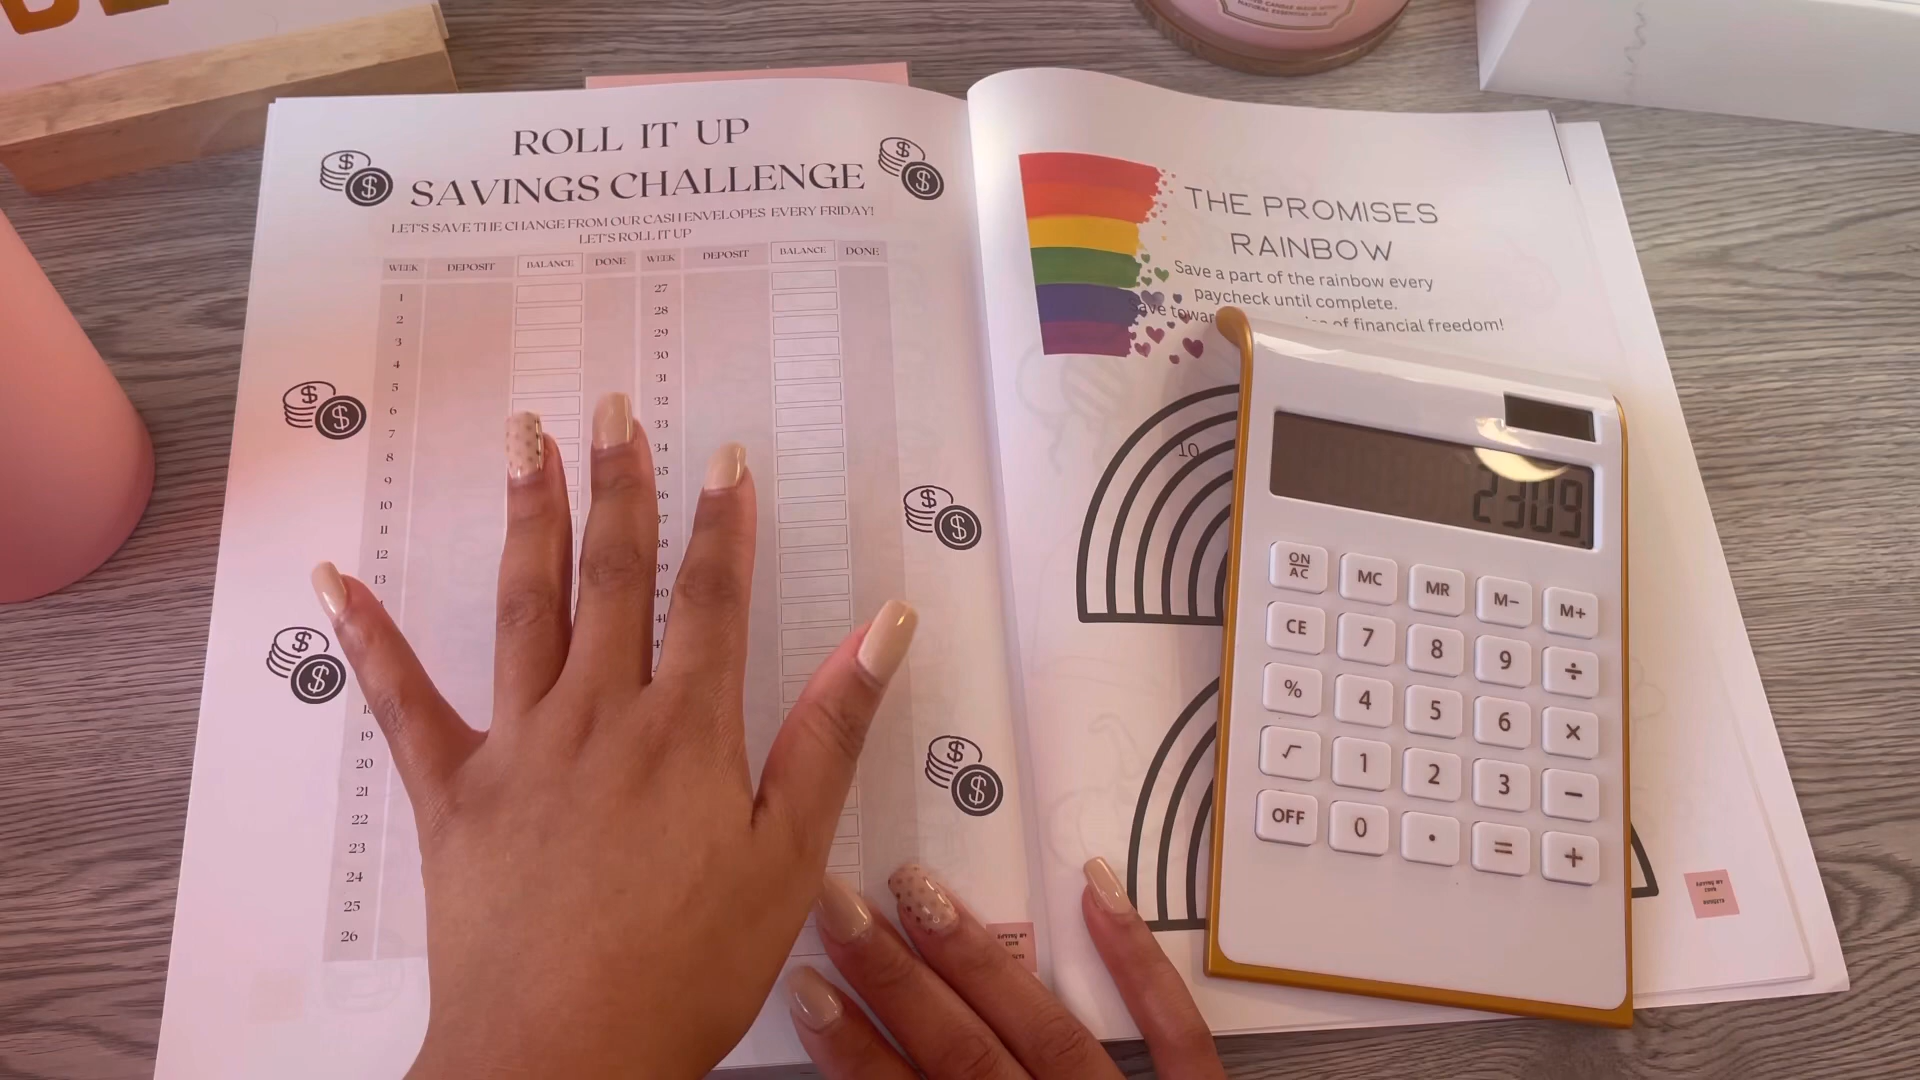 ROLL IT UP
SAVINGS CHALLENGE
LET'S SAVE THE CHANGE FROM OUR CASH ENVELOPES EVERY FRIDAY!
LET'S ROLL IT UP
WEEK DEPOSIT BALANCE DONE WEEK DEPOSIT BALANCE DONE
1 27
2 28
3 29
4 30
5 31
6 32
7 33
8 34
9 35
10 36
11 37
12 38
13 39
40
41
19
20
21
22
23
24
25
26
THE PROMISES
RAINBOW
Save a part of the rainbow every
paycheck until complete.
of financial freedom!
10
2309.
ON
AC MC MR M− M+
CE 7 8 9 ÷
% 4 5 6 ×
√ 1 2 3 −
OFF 0 . = +
NATURAL ESSENTIAL OILS